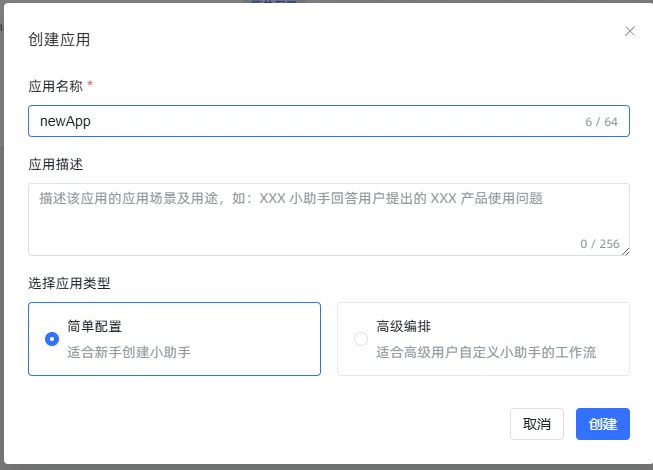 创建应用
应用名称 *
newApp
6 / 64
应用描述
描述该应用的应用场景及用途，如：XXX 小助手回答用户提出的 XXX 产品使用问题
0 / 256
选择应用类型
简单配置
适合新手创建小助手
高级编排
适合高级用户自定义小助手的工作流
取消
创建